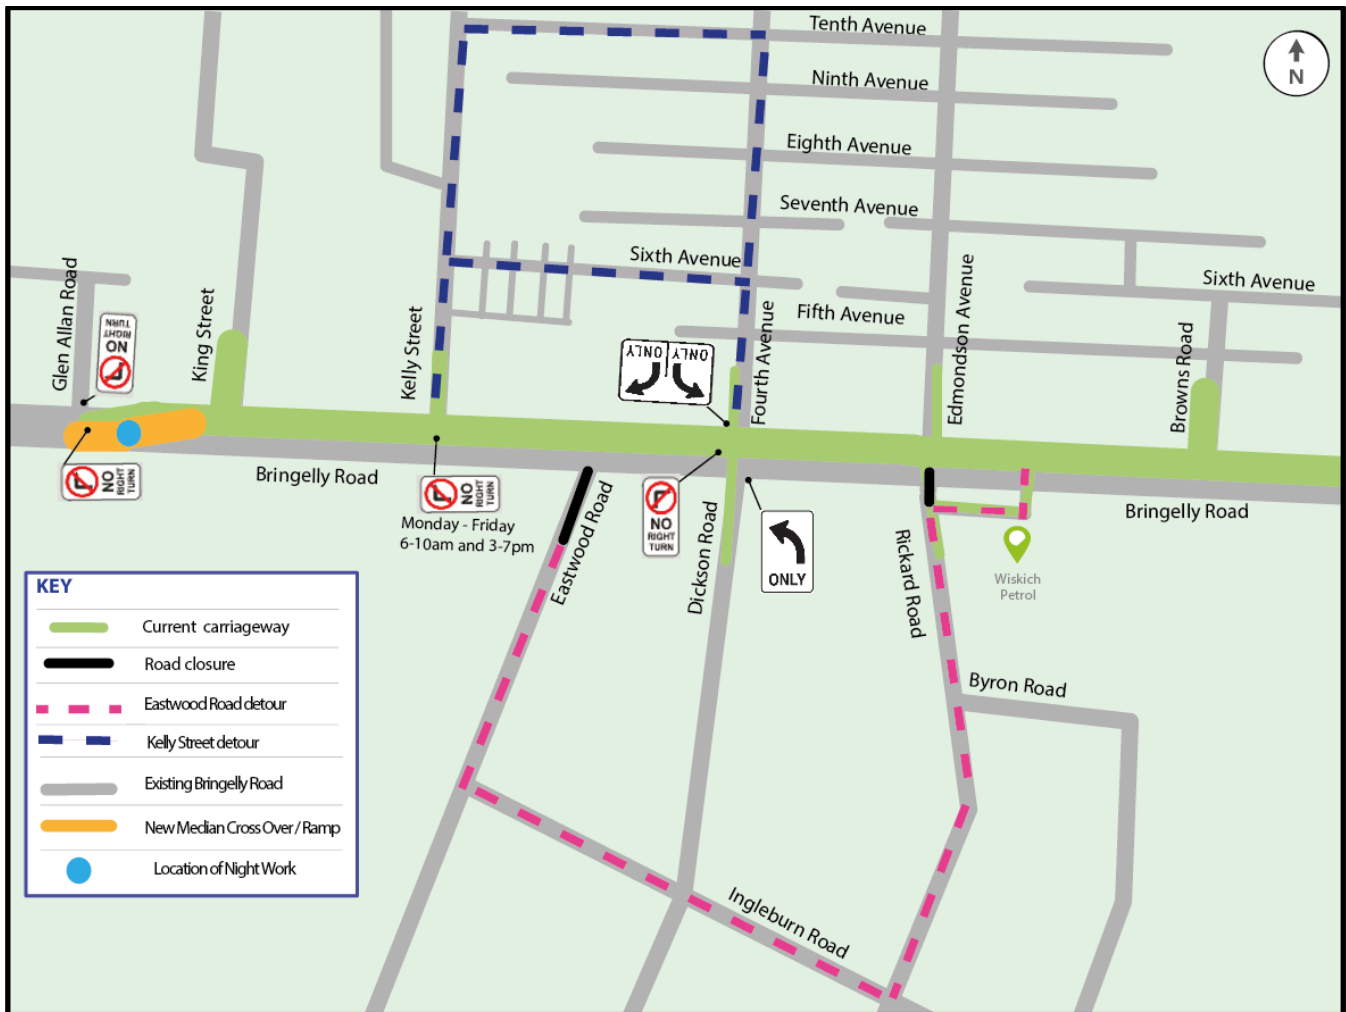 Tenth Avenue
N
Ninth Avenue
Eighth Avenue
Seventh Avenue
Sixth Avenue
Sixth Avenue
Fifth Avenue
Glen Allan Road
King Street
Kelly Street
Fourth Avenue
Edmondson Avenue
Browns Road
NO
RIGHT
TURN
ONLY
ONLY
Bringelly Road
NO
RIGHT
TURN
NO
RIGHT
TURN
Monday - Friday
6-10am and 3-7pm
Eastwood Road
NO
RIGHT
TURN
Dickson Road
ONLY
Rickard Road
Bringelly Road
Wiskich
Petrol
Byron Road
Ingleburn Road
KEY
Current carriageway
Road closure
Eastwood Road detour
Kelly Street detour
Existing Bringelly Road
New Median Cross Over / Ramp
Location of Night Work